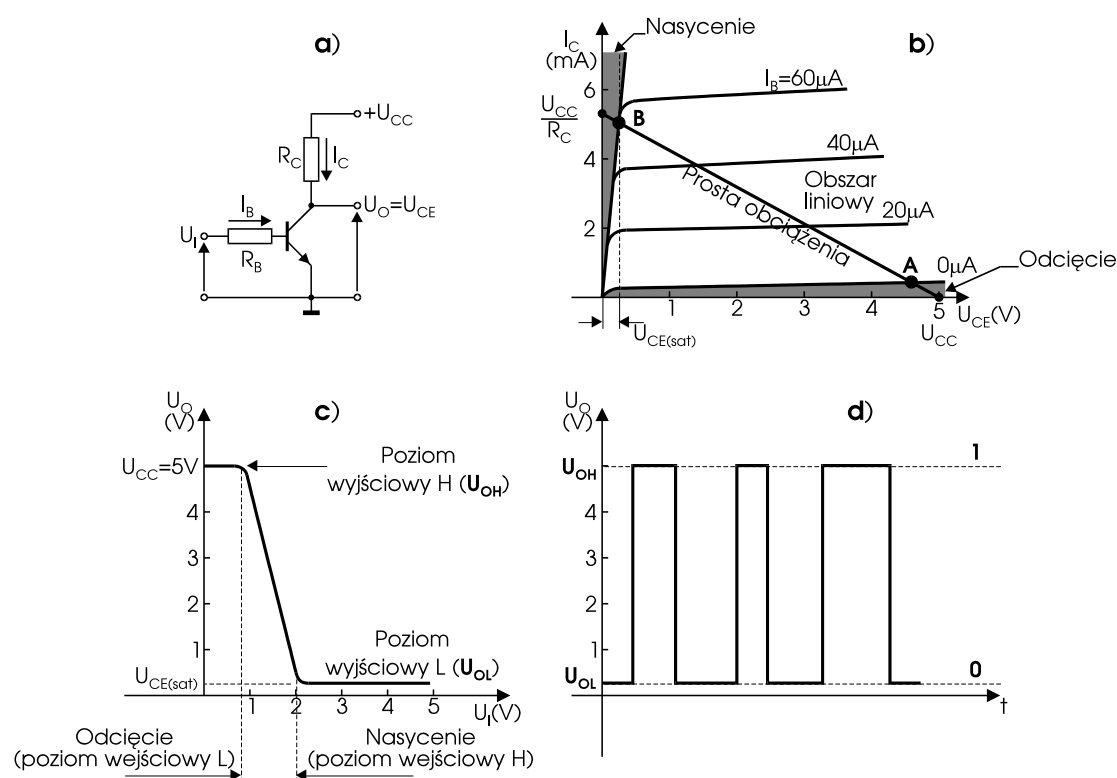 a)
+U_CC
R_C
I_C
U_O=U_CE
I_B
U_I
R_B
b)
Nasycenie
I_C
(mA)
6
U_CC
R_C
4
2
B
I_B=60μA
40μA
Obszar
liniowy
Prosta obciążenia
20μA
A
0μA
Odcięcie
1
2
3
4
5
U_CE(V)
U_CE(sat)
U_CC
c)
U_O
(V)
U_CC=5V
4
3
2
1
U_CE(sat)
Poziom
wyjściowy H (U_OH)
Poziom
wyjściowy L (U_OL)
1
2
3
4
5
U_I(V)
Odcięcie
(poziom wejściowy L)
Nasycenie
(poziom wejściowy H)
d)
U_O
(V)
U_OH
1
4
3
2
1
U_OL
0
t